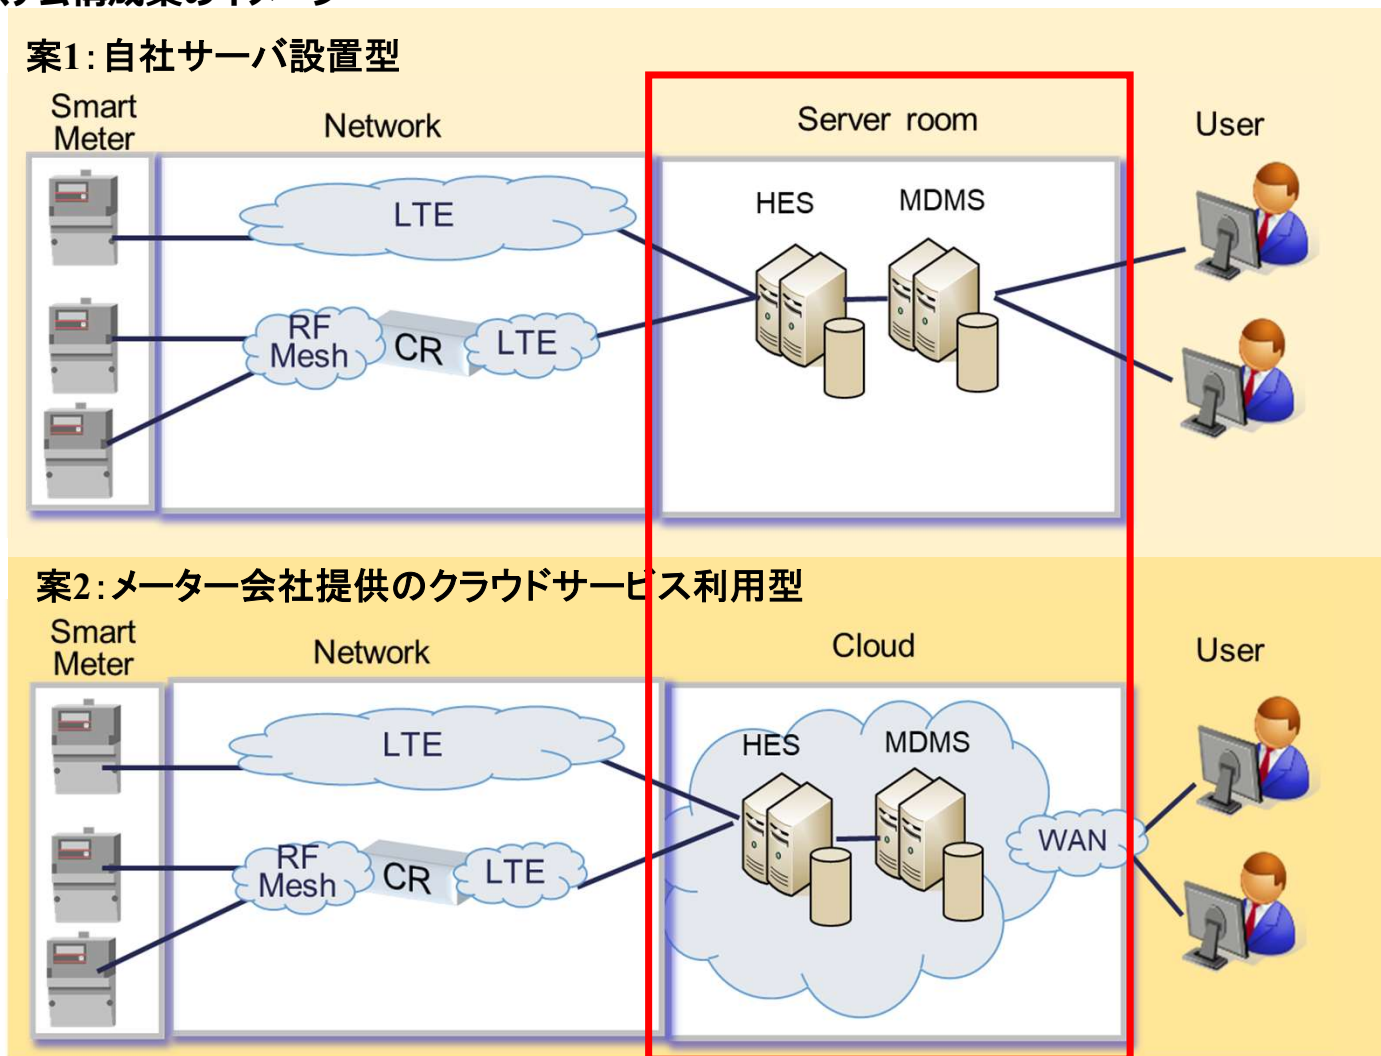 案1：自社サーバ設置型
Smart
Meter
Network
Server room
User
HES
MDMS
LTE
RF
Mesh
CR
LTE
案2：メーター会社提供のクラウドサービス利用型
Smart
Meter
Network
Cloud
User
HES
MDMS
LTE
RF
Mesh
CR
LTE
WAN